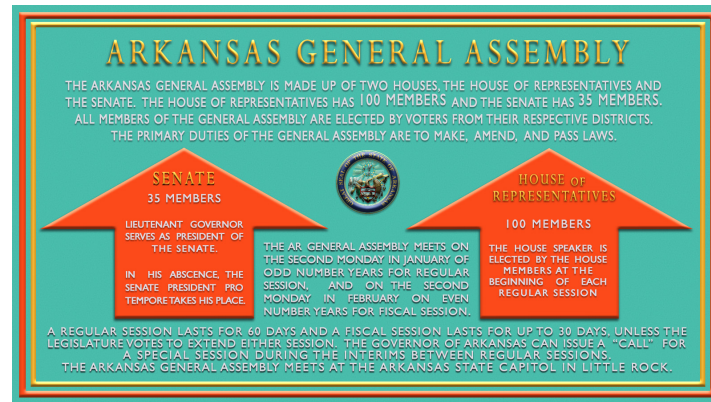 ARKANSAS GENERAL ASSEMBLY
THE ARKANSAS GENERAL ASSEMBLY IS MADE UP OF TWO HOUSES, THE HOUSE OF REPRESENTATIVES AND
THE SENATE. THE HOUSE OF REPRESENTATIVES HAS 100 MEMBERS AND THE SENATE HAS 35 MEMBERS.
ALL MEMBERS OF THE GENERAL ASSEMBLY ARE ELECTED BY VOTERS FROM THEIR RESPECTIVE DISTRICTS.
THE PRIMARY DUTIES OF THE GENERAL ASSEMBLY ARE TO MAKE, AMEND, AND PASS LAWS.
SENATE
35 MEMBERS
LIEUTENANT GOVERNOR
SERVES AS PRESIDENT OF
THE SENATE.
IN HIS ABSCENCE, THE
SENATE PRESIDENT PRO
TEMPORE TAKES HIS PLACE.
THE AR GENERAL ASSEMBLY MEETS ON
THE SECOND MONDAY IN JANUARY OF
ODD NUMBER YEARS FOR REGULAR
SESSION, AND ON THE SECOND
MONDAY IN FEBRUARY ON EVEN
NUMBER YEARS FOR FISCAL SESSION.
HOUSE OF
REPRESENTATIVES
100 MEMBERS
THE HOUSE SPEAKER IS
ELECTED BY THE HOUSE
MEMBERS AT THE
BEGINNING OF EACH
REGULAR SESSION
A REGULAR SESSION LASTS FOR 60 DAYS AND A FISCAL SESSION LASTS FOR UP TO 30 DAYS, UNLESS THE
LEGISLATURE VOTES TO EXTEND EITHER SESSION. THE GOVERNOR OF ARKANSAS CAN ISSUE A "CALL" FOR
A SPECIAL SESSION DURING THE INTERIMS BETWEEN REGULAR SESSIONS.
THE ARKANSAS GENERAL ASSEMBLY MEETS AT THE ARKANSAS STATE CAPITOL IN LITTLE ROCK.